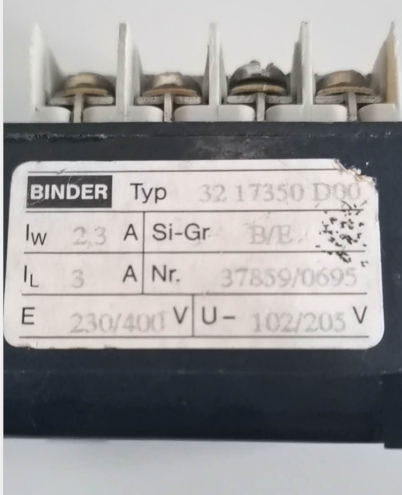 BINDER Typ 32 17350 D00
IW 2,3 A Si-Gr B/E
IL 3 A Nr. 37859/0695
E 230/400 V U- 102/205 V